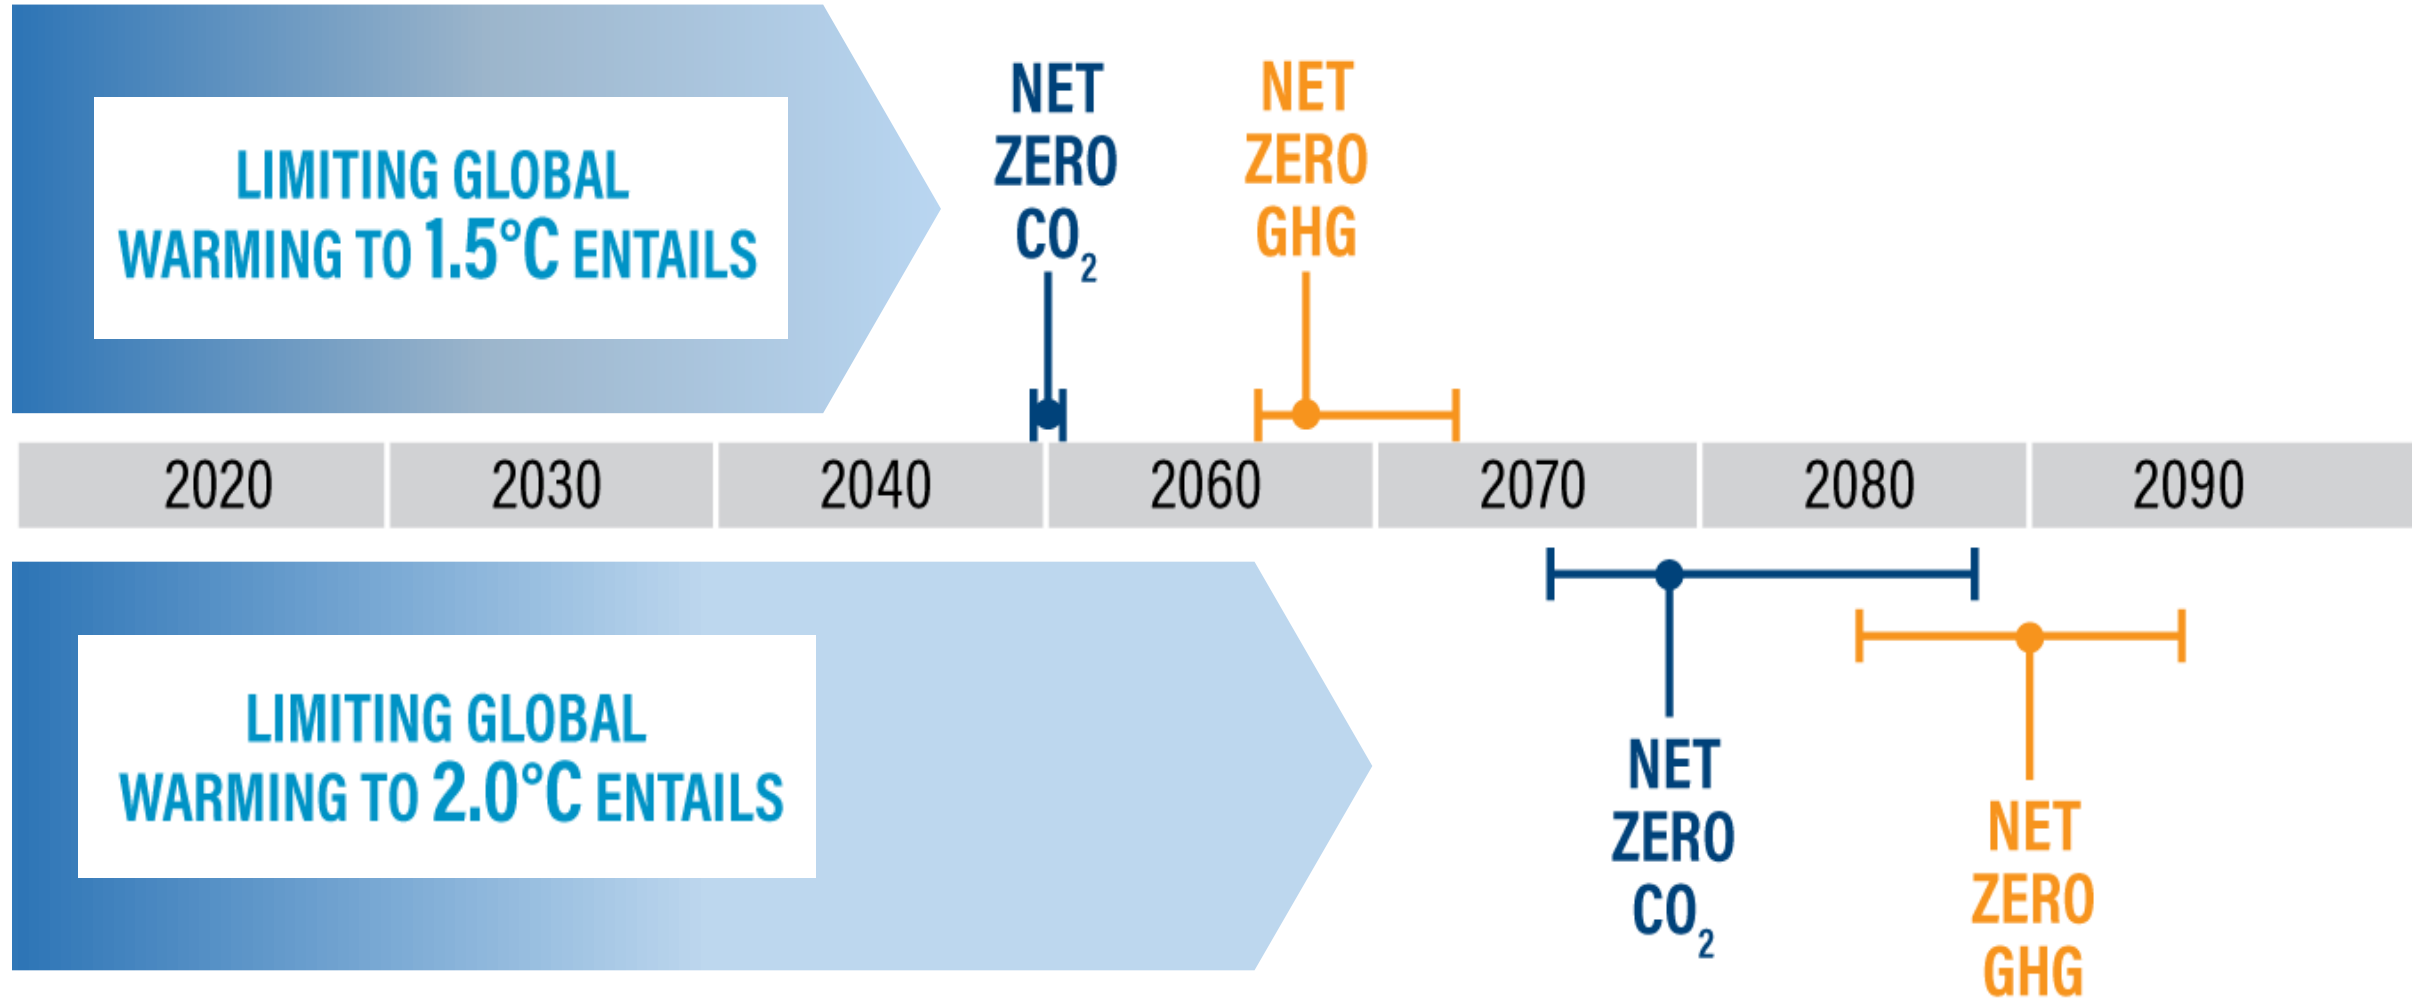 LIMITING GLOBAL
WARMING TO 1.5°C ENTAILS
NET
ZERO
CO₂
NET
ZERO
GHG
2020 2030 2040 2060 2070 2080 2090
LIMITING GLOBAL
WARMING TO 2.0°C ENTAILS
NET
ZERO
CO₂
NET
ZERO
GHG